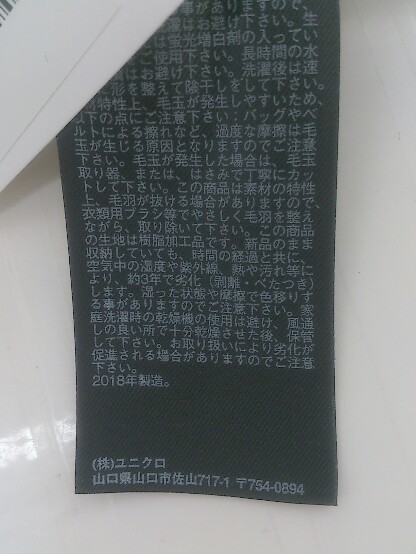 事がありますので、
はお避け下さい。生
蛍光増白剤の入ってい
ご使用下さい。長時間の水
はお避け下さい。洗濯後は速
に形を整えて陰干しをして下さい。
特性上、毛玉が発生しやすいため、
以下の点にご注意下さい：バッグやベ
ルトによる擦れなど、過度な摩擦は毛
玉が生じる原因となりますのでご注意
下さい。毛玉が発生した場合は、毛玉
取り器、または、はさみで丁寧にカッ
トして下さい。この商品は素材の特性
上、毛羽が抜ける場合がありますので、
衣類用ブラシ等でやさしく毛羽を整え
ながら、取り除いて下さい。この商品
の生地は樹脂加工品です。新品のまま
収納していても、時間の経過と共に、
空気中の湿度や紫外線、熱や汚れ等に
より、約3年で劣化（剥離・べたつき）
します。湿った状態や摩擦で色移りす
る事がありますのでご注意下さい。家
庭洗濯時の乾燥機の使用は避け、風通
しの良い所で十分乾燥させた後、保管
して下さい。お取り扱いにより劣化が
促進される場合がありますのでご注意
下さい。
2018年製造。
(株)ユニクロ
山口県山口市佐山717-1 〒754-0894